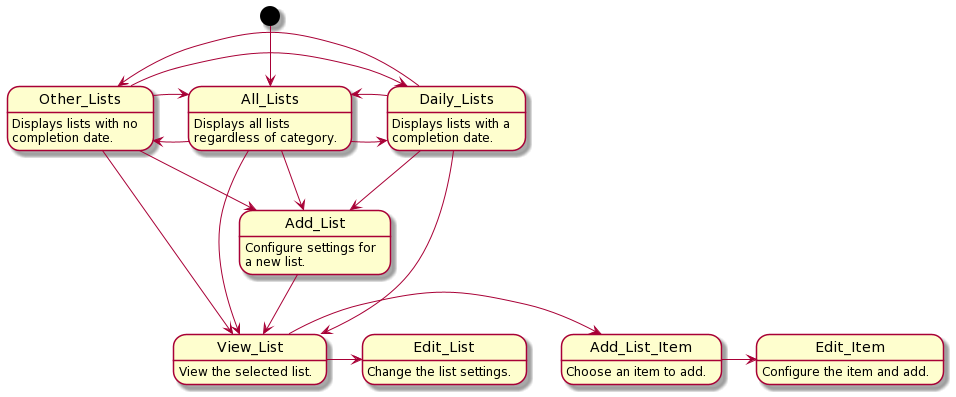 Other_Lists
Displays lists with no
completion date.
All_Lists
Displays all lists
regardless of category.
Daily_Lists
Displays lists with a
completion date.
Add_List
Configure settings for
a new list.
View_List
View the selected list.
Edit_List
Change the list settings.
Add_List_Item
Choose an item to add.
Edit_Item
Configure the item and add.